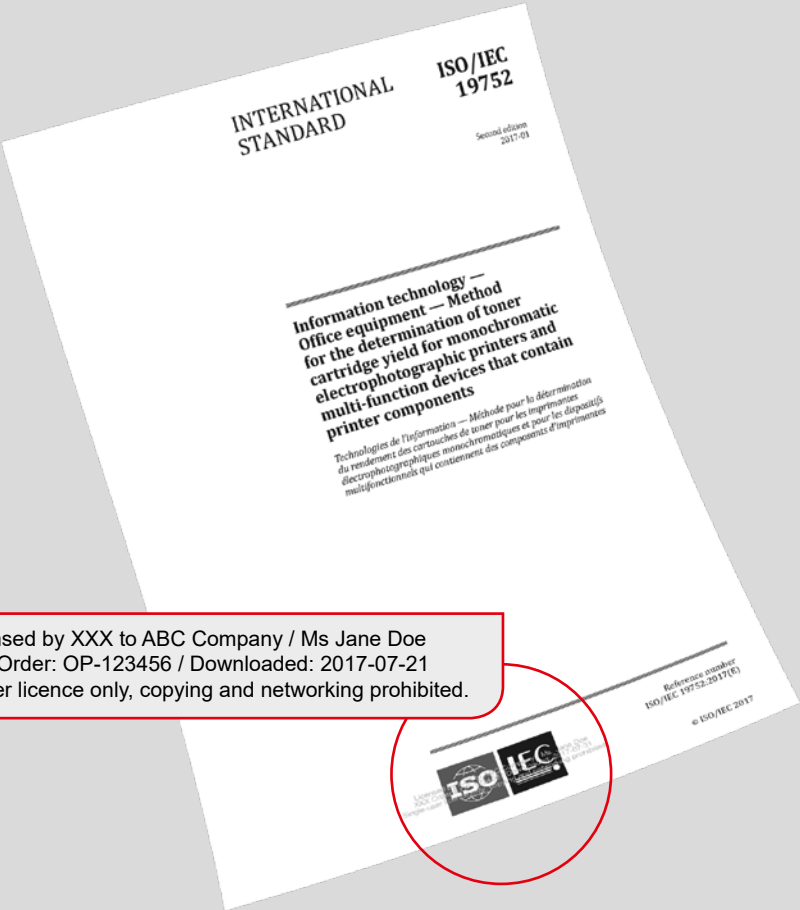 INTERNATIONAL
STANDARD
ISO/IEC
19752
Second edition
2017-01
Information technology —
Office equipment — Method
for the determination of toner
cartridge yield for monochromatic
electrophotographic printers and
multi-function devices that contain
printer components
Technologies de l'information — Méthode pour la détermination
du rendement des cartouches de toner pour les imprimantes
électrophotographiques monochromatiques et pour les dispositifs
multifonctionnels qui contiennent des composants d'imprimantes
by XXX to ABC Company / Ms Jane Doe
Order: OP-123456 / Downloaded: 2017-07-21
licence only, copying and networking prohibited.
Reference number
ISO/IEC 19752:2017(E)
© ISO/IEC 2017
ISO
IEC